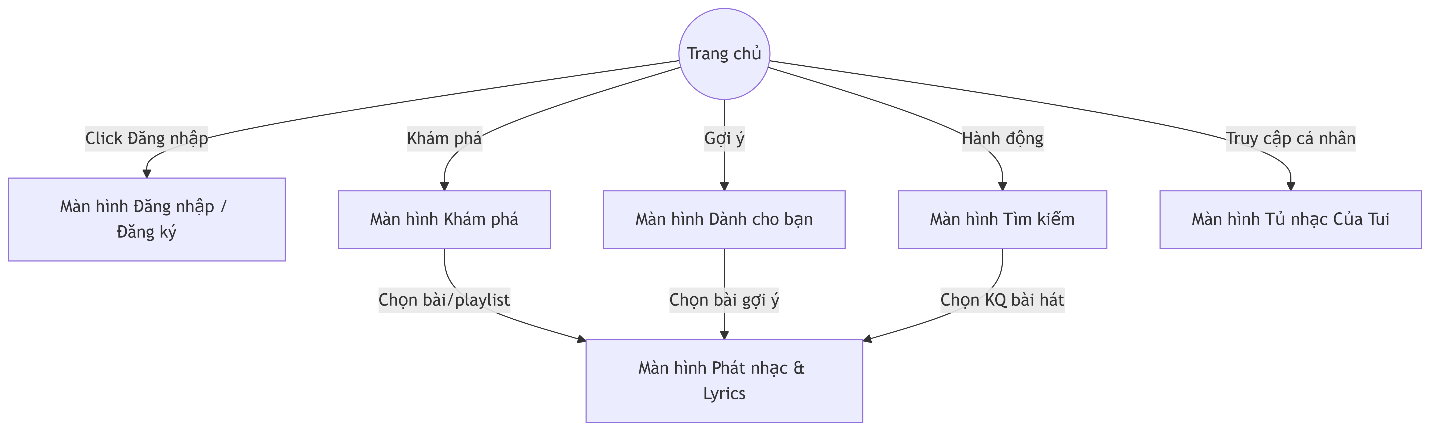 Trang chủ
Click Đăng nhập
Khám phá
Gợi ý
Hành động
Truy cập cá nhân
Màn hình Đăng nhập /
Đăng ký
Màn hình Khám phá
Màn hình Dành cho bạn
Màn hình Tìm kiếm
Màn hình Tủ nhạc Của Tui
Chọn bài/playlist
Chọn bài gợi ý
Chọn KQ bài hát
Màn hình Phát nhạc &
Lyrics